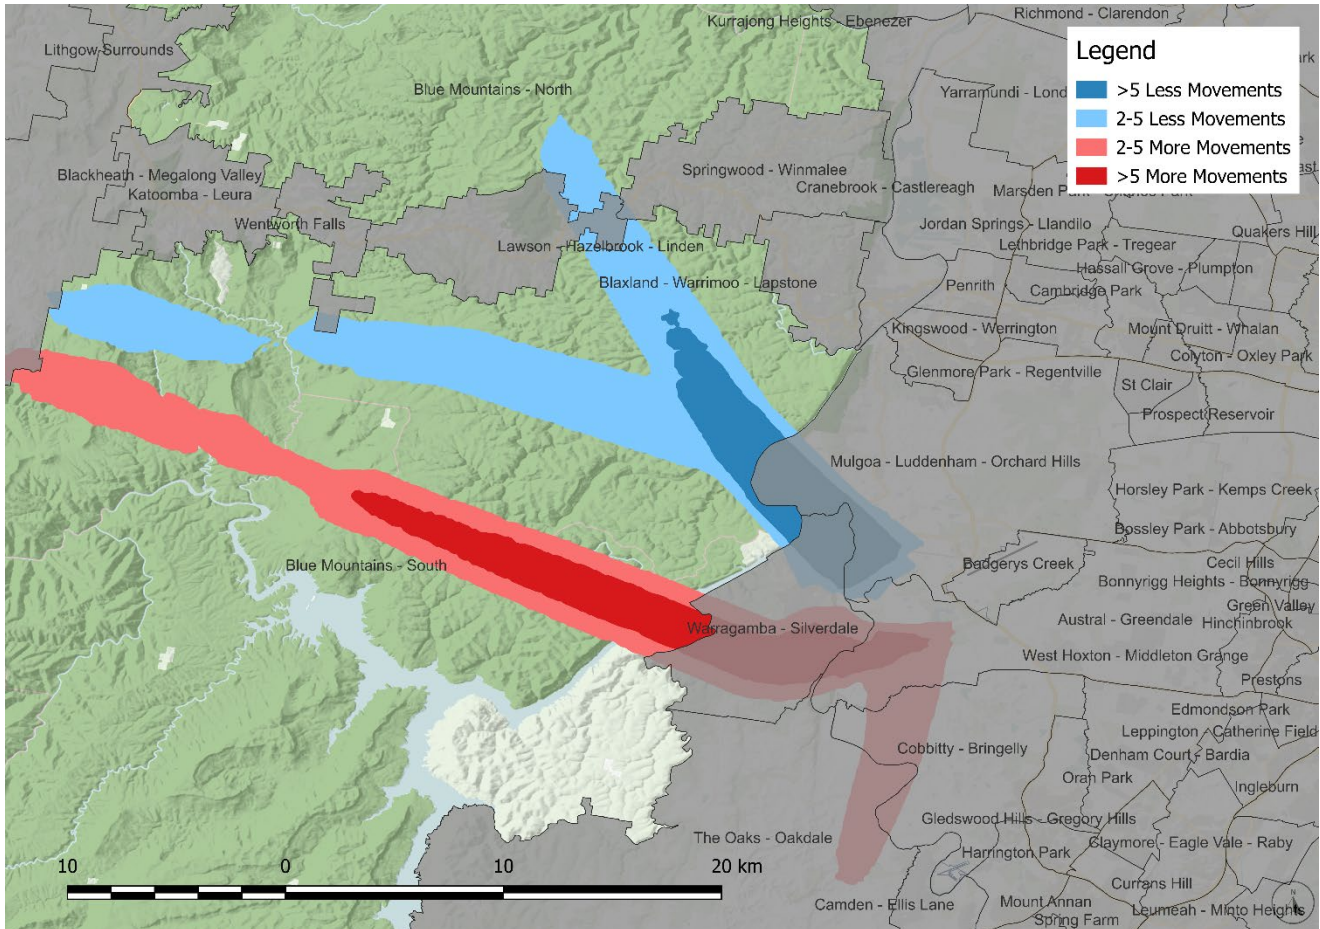 Richmond - Clarendon
Kurrajong Heights - Ebenezer
Lithgow Surrounds
Legend
>5 Less Movements
2-5 Less Movements
2-5 More Movements
>5 More Movements
Blue Mountains - North
Yarramundi - Lond
Blackheath - Megalong Valley
Springwood - Winmalee
Katoomba - Leura
Cranebrook - Castlereagh
Marsden Park
Wentworth Falls
Jordan Springs - Llandilo
Quakers Hill
Lawson - Hazelbrook - Linden
Lethbridge Park - Tregear
Hassall Grove - Plumpton
Blaxland - Warrimoo - Lapstone
Penrith
Cambridge Park
Kingswood - Werrington
Mount Druitt - Whalan
Colyton - Oxley Park
Glenmore Park - Regentville
St Clair
Prospect Reservoir
Mulgoa - Luddenham - Orchard Hills
Horsley Park - Kemps Creek
Bossley Park - Abbotsbury
Badgerys Creek
Cecil Hills
Blue Mountains - South
Bonnyrigg Heights - Bonnyrigg
Green Valley
Austral - Greendale
Hinchinbrook
Warragamba - Silverdale
West Hoxton - Middleton Grange
Prestons
Edmondson Park
Leppington - Catherine Field
Cobbitty - Bringelly
Denham Court - Bardia
Oran Park
Ingleburn
Gledswood Hills - Gregory Hills
The Oaks - Oakdale
Claymore - Eagle Vale - Raby
Harrington Park
10 0 10 20 km
Currans Hill
Camden - Ellis Lane
Mount Annan
Leumeah - Minto Heights
Spring Farm
N